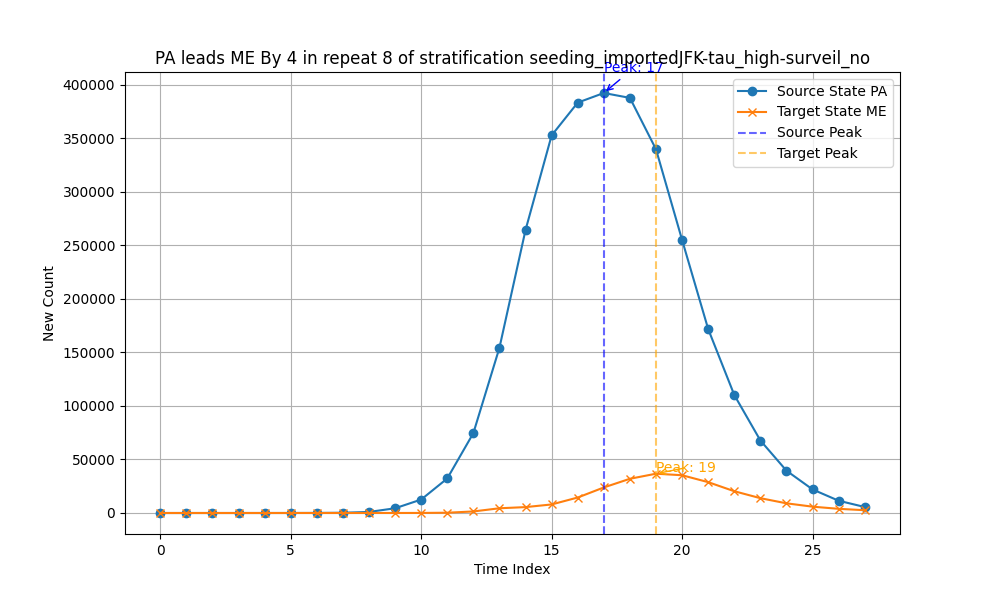 PA leads ME By 4 in repeat 8 of stratification seeding_importedJFK-tau_high-surveil_no
Peak: 17
400000
350000
300000
250000
200000
150000
100000
50000
0
New Count
Source State PA
Target State ME
Source Peak
Target Peak
Peak: 19
0
5
10
15
20
25
Time Index